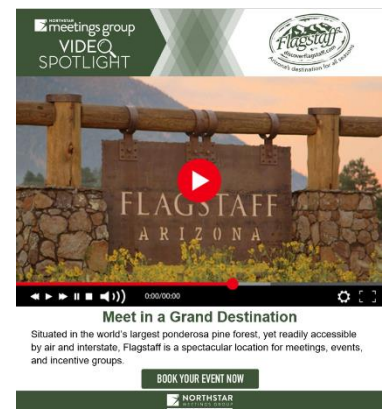 NORTHSTAR
meetings group
VIDEO
SPOTLIGHT
Flagstaff
discoverflagstaff.com
Arizona's destination for all seasons
FLAGSTAFF
ARIZONA
0:00/00:00
Meet in a Grand Destination
Situated in the world's largest ponderosa pine forest, yet readily accessible
by air and interstate, Flagstaff is a spectacular location for meetings, events,
and incentive groups.
BOOK YOUR EVENT NOW
NORTHSTAR
MEETINGS GROUP